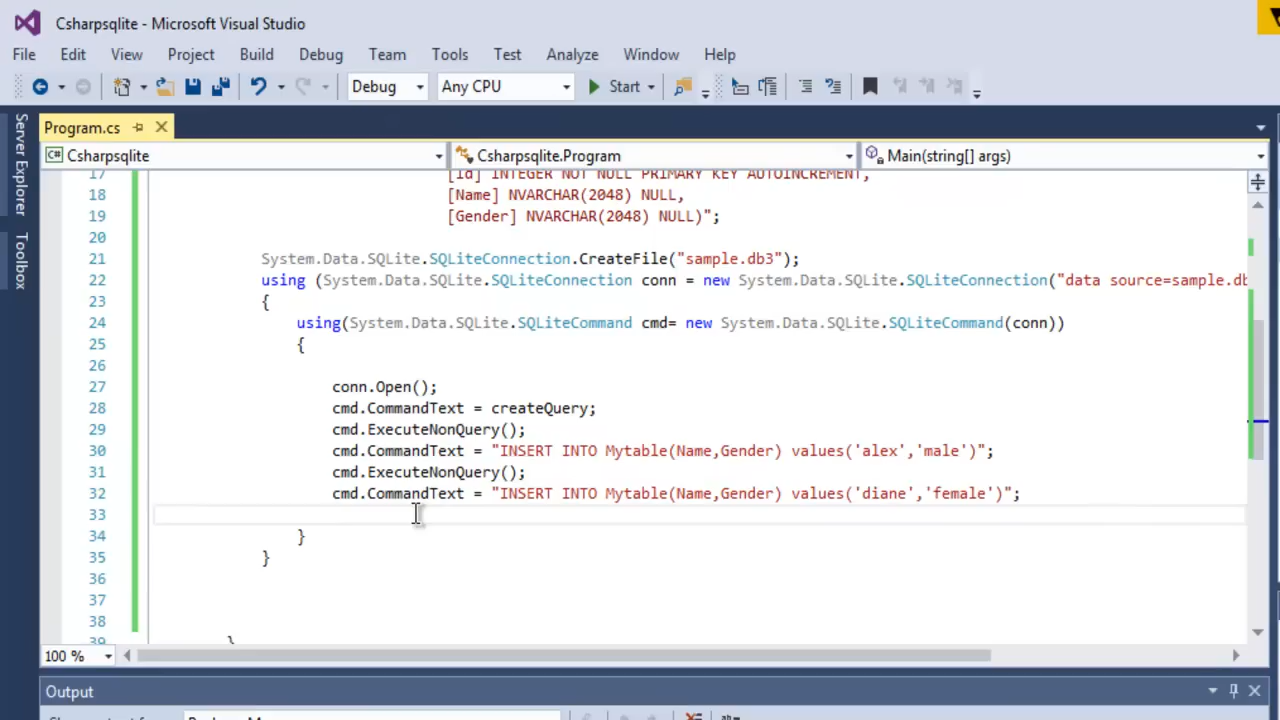 Csharpsqlite - Microsoft Visual Studio
File Edit View Project Build Debug Team Tools Test Analyze Window Help
Debug Any CPU Start
Server Explorer
Toolbox
Program.cs
Csharpsqlite Csharpsqlite.Program Main(string[] args)
17 [Id] INTEGER NOT NULL PRIMARY KEY AUTOINCREMENT,
18 [Name] NVARCHAR(2048) NULL,
19 [Gender] NVARCHAR(2048) NULL)";
20
21 System.Data.SQLite.SQLiteConnection.CreateFile("sample.db3");
22 using (System.Data.SQLite.SQLiteConnection conn = new System.Data.SQLite.SQLiteConnection("data source=sample.db
23 {
24 using(System.Data.SQLite.SQLiteCommand cmd= new System.Data.SQLite.SQLiteCommand(conn))
25 {
26
27 conn.Open();
28 cmd.CommandText = createQuery;
29 cmd.ExecuteNonQuery();
30 cmd.CommandText = "INSERT INTO Mytable(Name,Gender) values('alex','male')";
31 cmd.ExecuteNonQuery();
32 cmd.CommandText = "INSERT INTO Mytable(Name,Gender) values('diane','female')";
33
34 }
35 }
36
37
38
39 }
100 %
Output